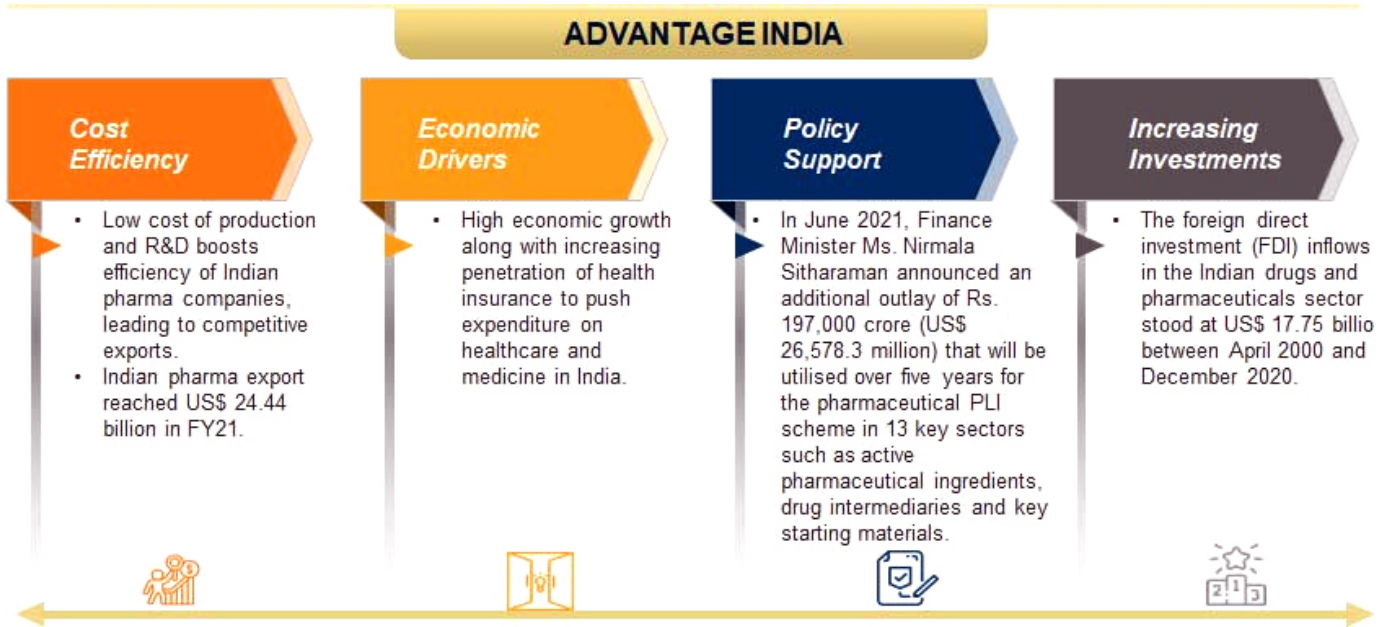 ADVANTAGE INDIA
Cost
Efficiency
• Low cost of production
and R&D boosts
efficiency of Indian
pharma companies,
leading to competitive
exports.
• Indian pharma export
reached US$ 24.44
billion in FY21.
Economic
Drivers
• High economic growth
along with increasing
penetration of health
insurance to push
expenditure on
healthcare and
medicine in India.
Policy
Support
• In June 2021, Finance
Minister Ms. Nirmala
Sitharaman announced an
additional outlay of Rs.
197,000 crore (US$
26,578.3 million) that will be
utilised over five years for
the pharmaceutical PLI
scheme in 13 key sectors
such as active
pharmaceutical ingredients,
drug intermediaries and key
starting materials.
Increasing
Investments
• The foreign direct
investment (FDI) inflows
in the Indian drugs and
pharmaceuticals sector
stood at US$ 17.75 billio
between April 2000 and
December 2020.
$
2 1 3